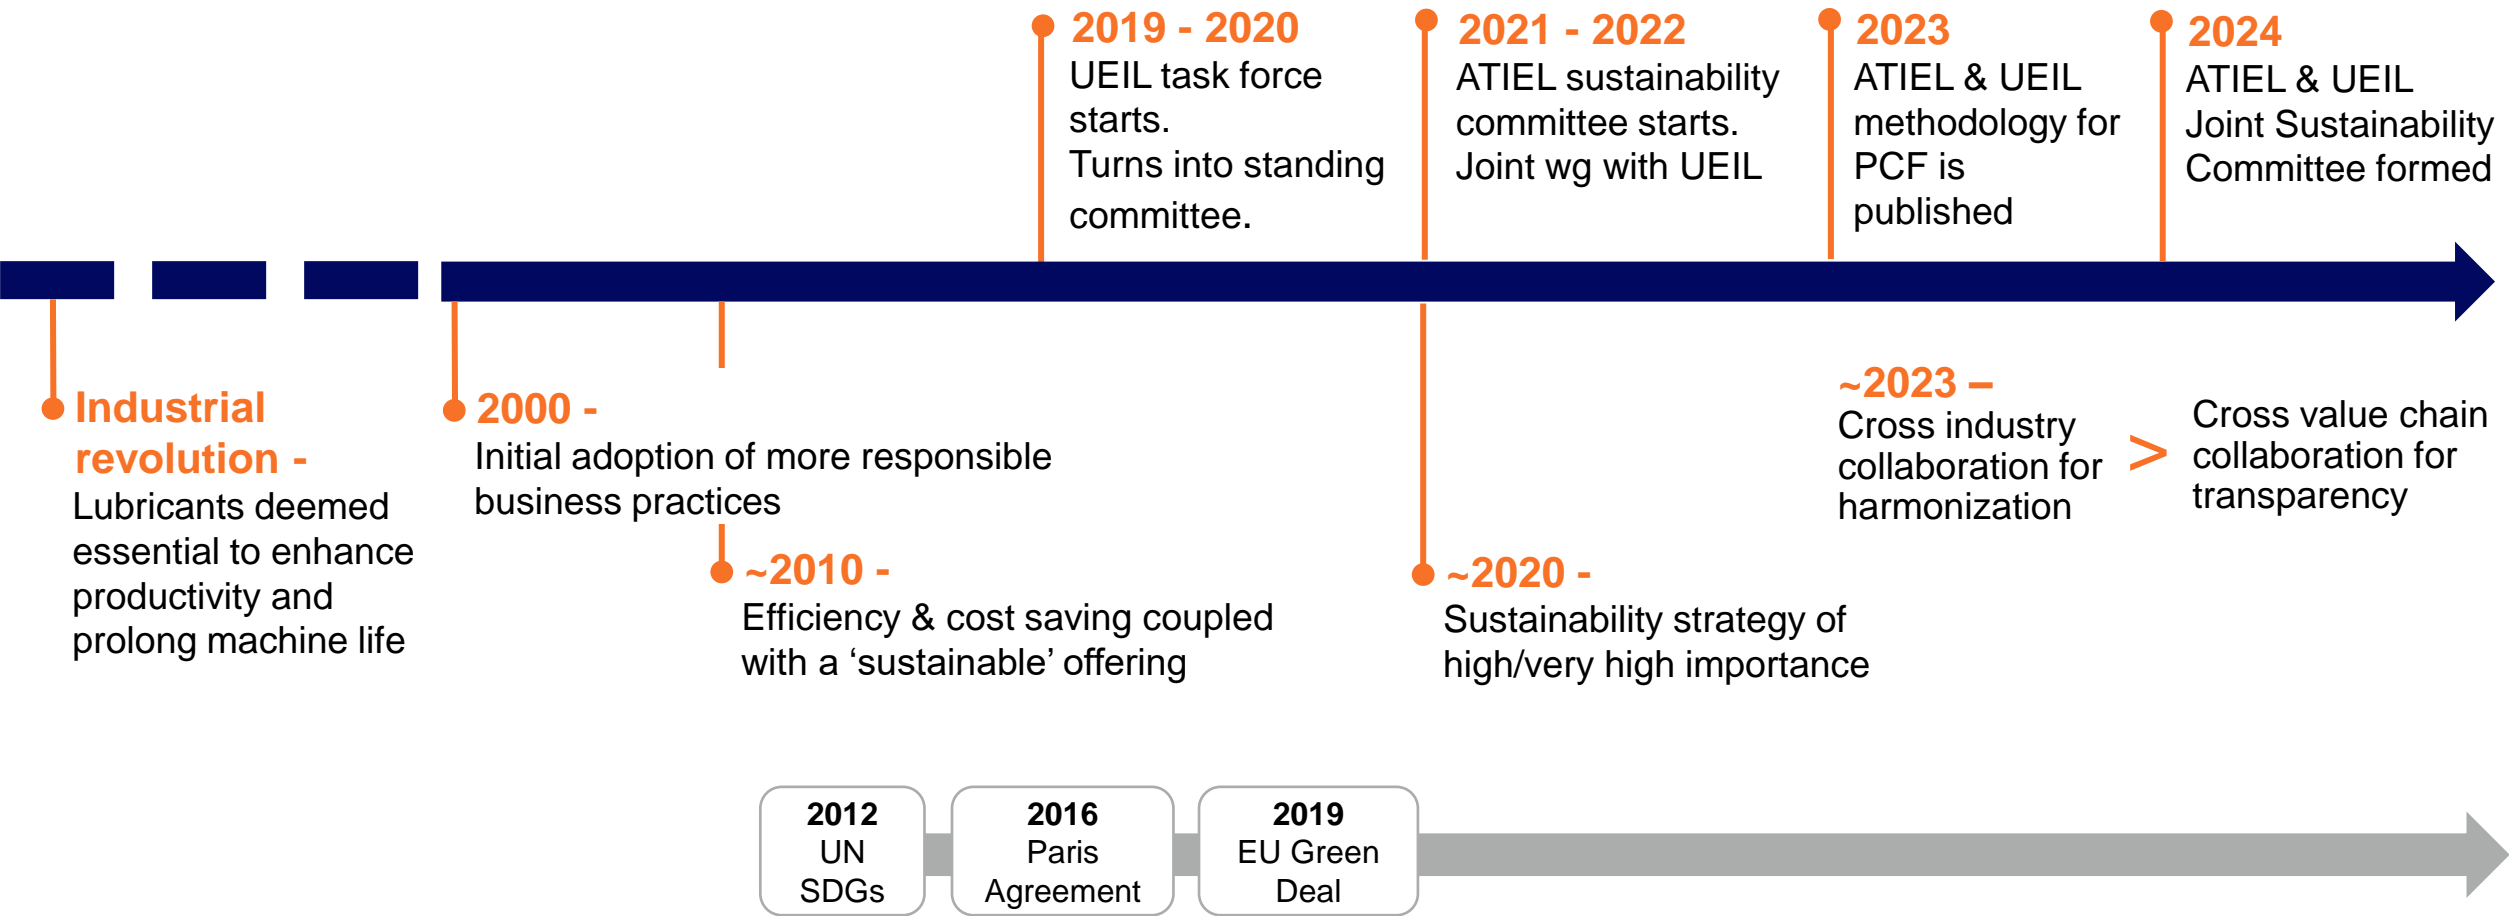 2019 - 2020
UEIL task force
starts.
Turns into standing
committee.
2021 - 2022
ATIEL sustainability
committee starts.
Joint wg with UEIL
2023
ATIEL & UEIL
methodology for
PCF is
published
2024
ATIEL & UEIL
Joint Sustainability
Committee formed
Industrial
revolution -
Lubricants deemed
essential to enhance
productivity and
prolong machine life
2000 -
Initial adoption of more responsible
business practices
~2010 -
Efficiency & cost saving coupled
with a ‘sustainable’ offering
~2020 -
Sustainability strategy of
high/very high importance
~2023 –
Cross industry
collaboration for
harmonization
>
Cross value chain
collaboration for
transparency
2012
UN
SDGs
2016
Paris
Agreement
2019
EU Green
Deal